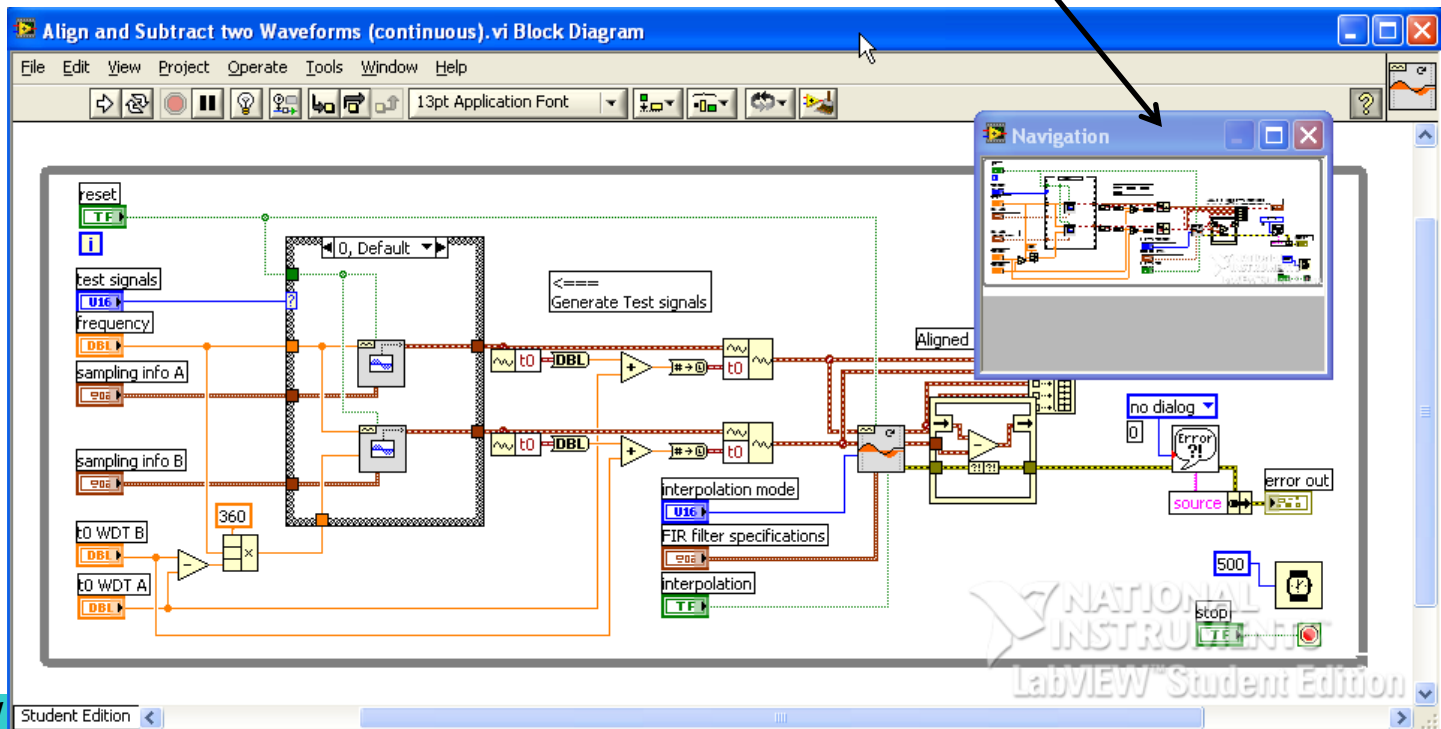 Align and Subtract two Waveforms (continuous).vi Block Diagram
File Edit View Project Operate Tools Window Help
13pt Application Font
Navigation
reset
TF
i
0, Default
test signals
U16
?
<===
Generate Test signals
frequency
DBL
t0 DBL + #→ t0
Aligned
sampling info A
no dialog
0
Error
?!
sampling info B
t0 DBL + #→ t0
?! ?!
error out
source
interpolation mode
U16
360
FIR filter specifications
t0 WDT B
DBL
500
t0 WDT A
DBL
interpolation
TF
stop
TF
NATIONAL
INSTRUMENTS
LabVIEW™ Student Edition
Student Edition